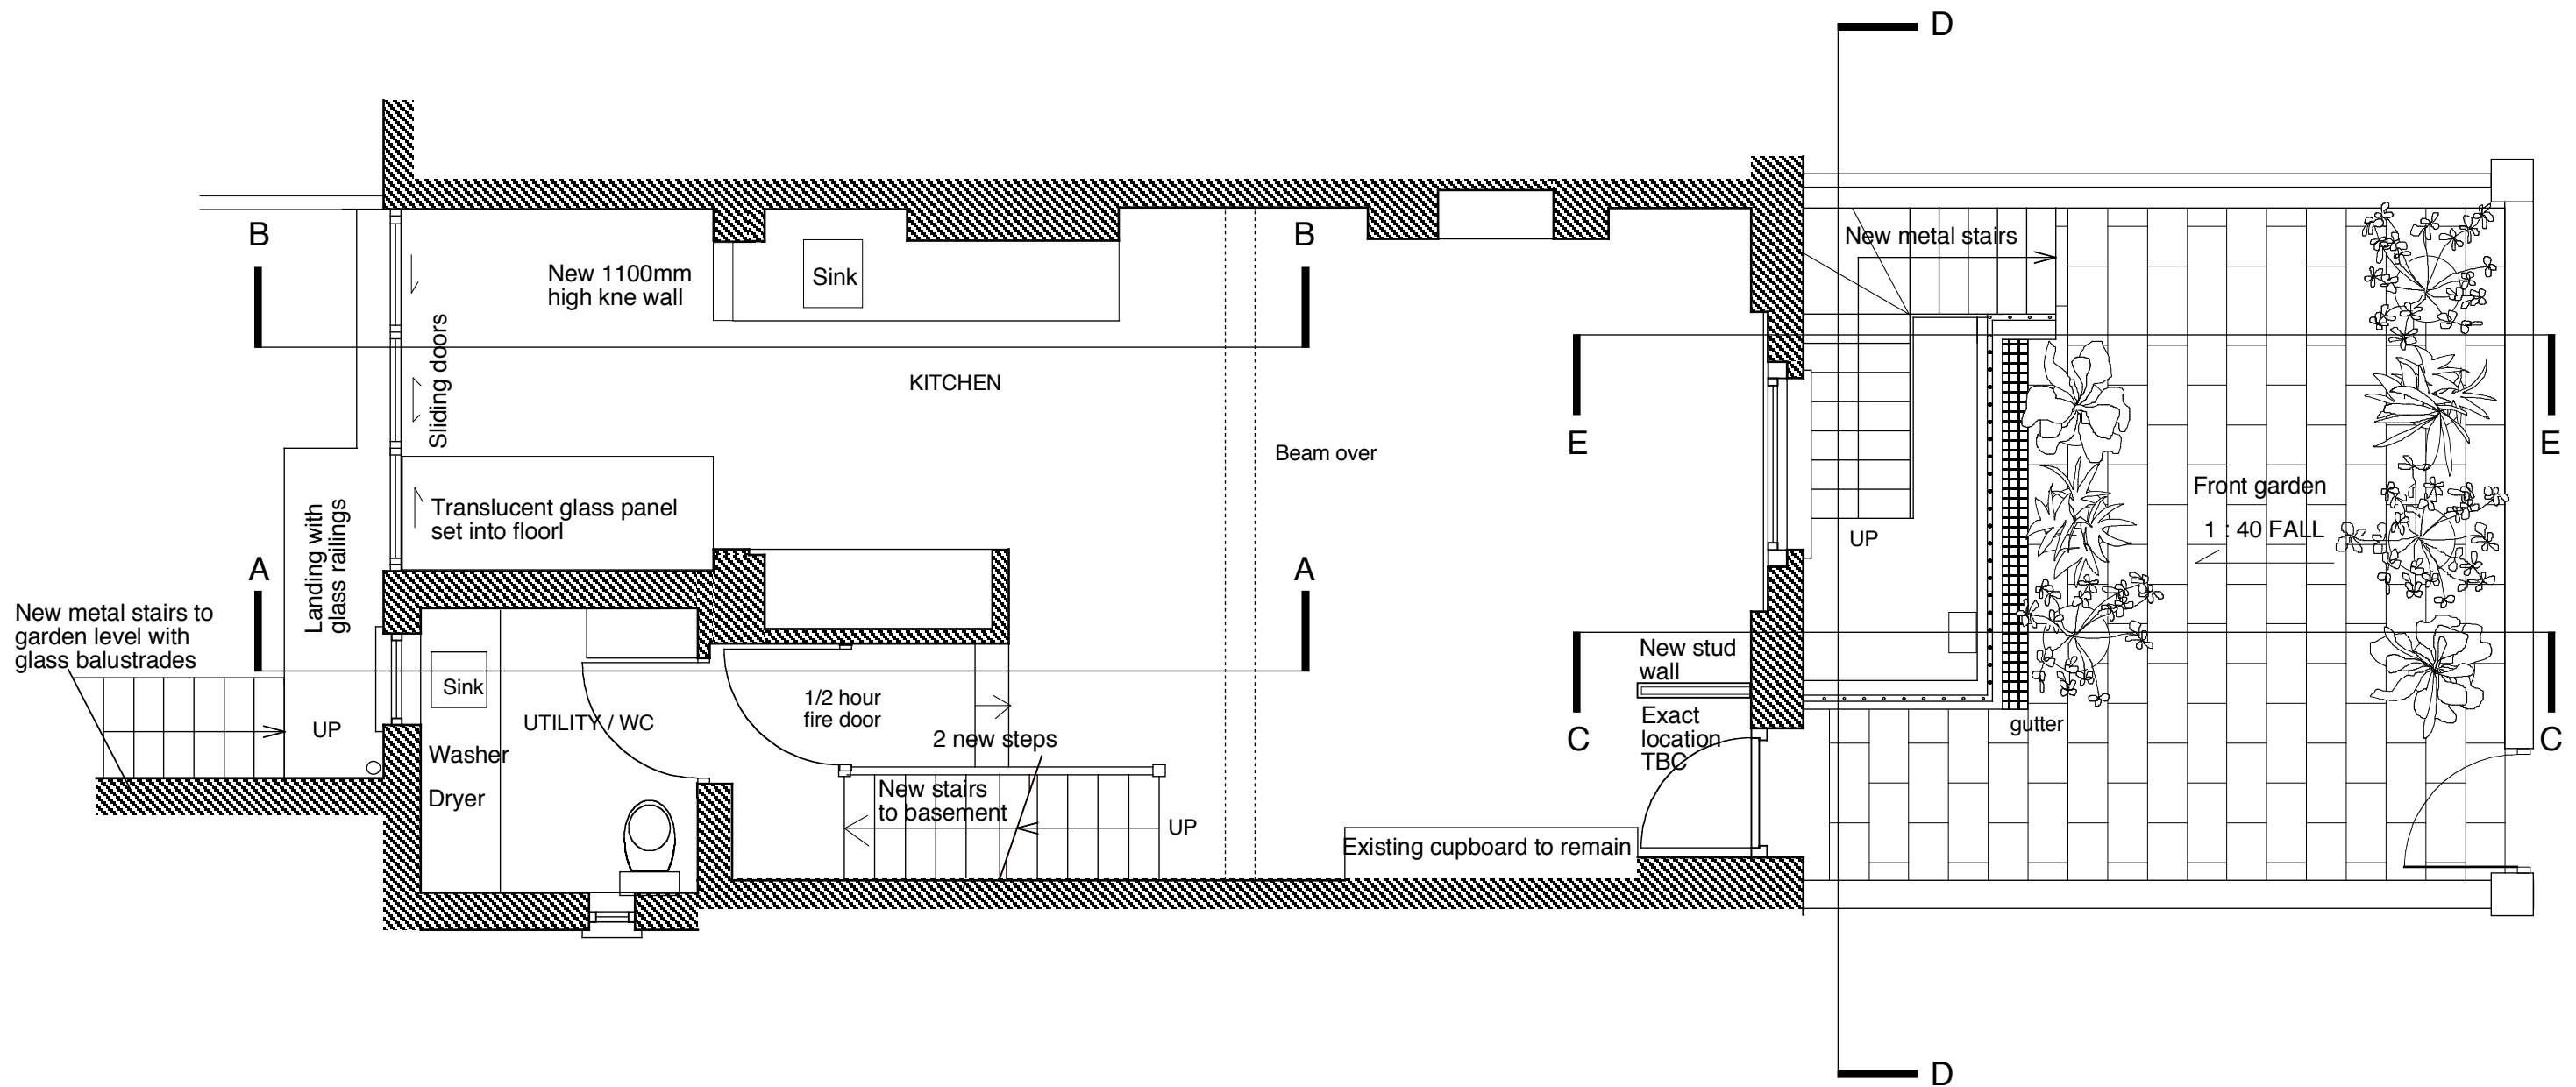 D
B
B
New metal stairs
New 1100mm
high kne wall
Sink
Sliding doors
KITCHEN
E
E
Beam over
Translucent glass panel
set into floorl
Front garden
1 : 40 FALL
UP
A
A
Landing with
glass railings
New metal stairs to
garden level with
glass balustrades
UP
Sink
UTILITY / WC
Washer
Dryer
1/2 hour
fire door
2 new steps
New stairs
to basement
UP
New stud
wall
Exact
location
TBC
C
C
gutter
Existing cupboard to remain
D